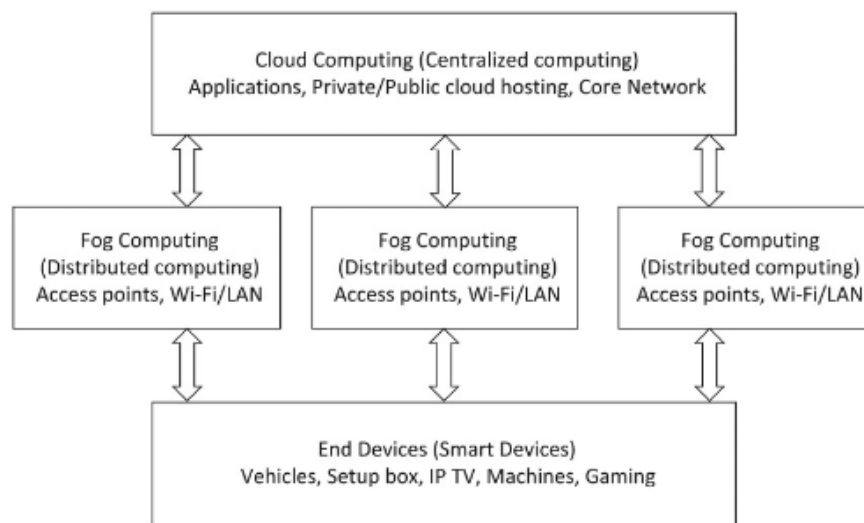 Cloud Computing (Centralized computing)
Applications, Private/Public cloud hosting, Core Network
Fog Computing
(Distributed computing)
Access points, Wi-Fi/LAN
Fog Computing
(Distributed computing)
Access points, Wi-Fi/LAN
Fog Computing
(Distributed computing)
Access points, Wi-Fi/LAN
End Devices (Smart Devices)
Vehicles, Setup box, IP TV, Machines, Gaming